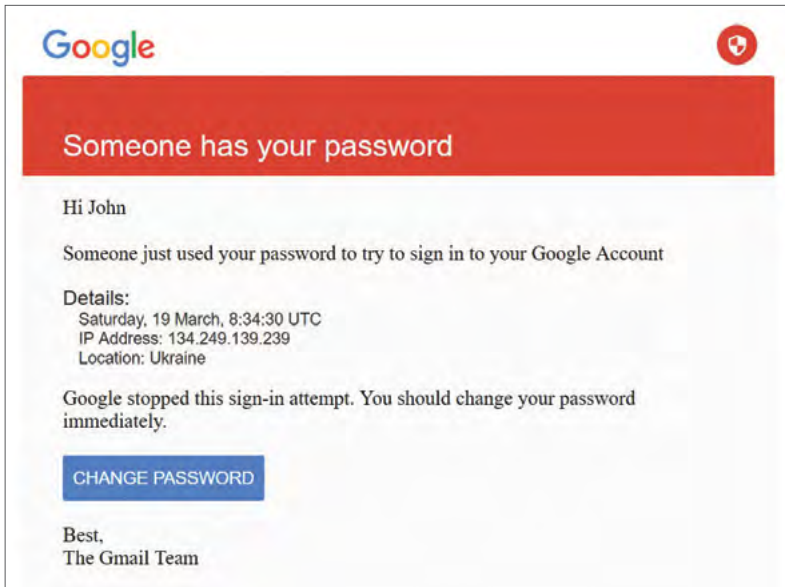 Google
Someone has your password
Hi John
Someone just used your password to try to sign in to your Google Account
Details:
Saturday, 19 March, 8:34:30 UTC
IP Address: 134.249.139.239
Location: Ukraine
Google stopped this sign-in attempt. You should change your password
immediately.
CHANGE PASSWORD
Best,
The Gmail Team